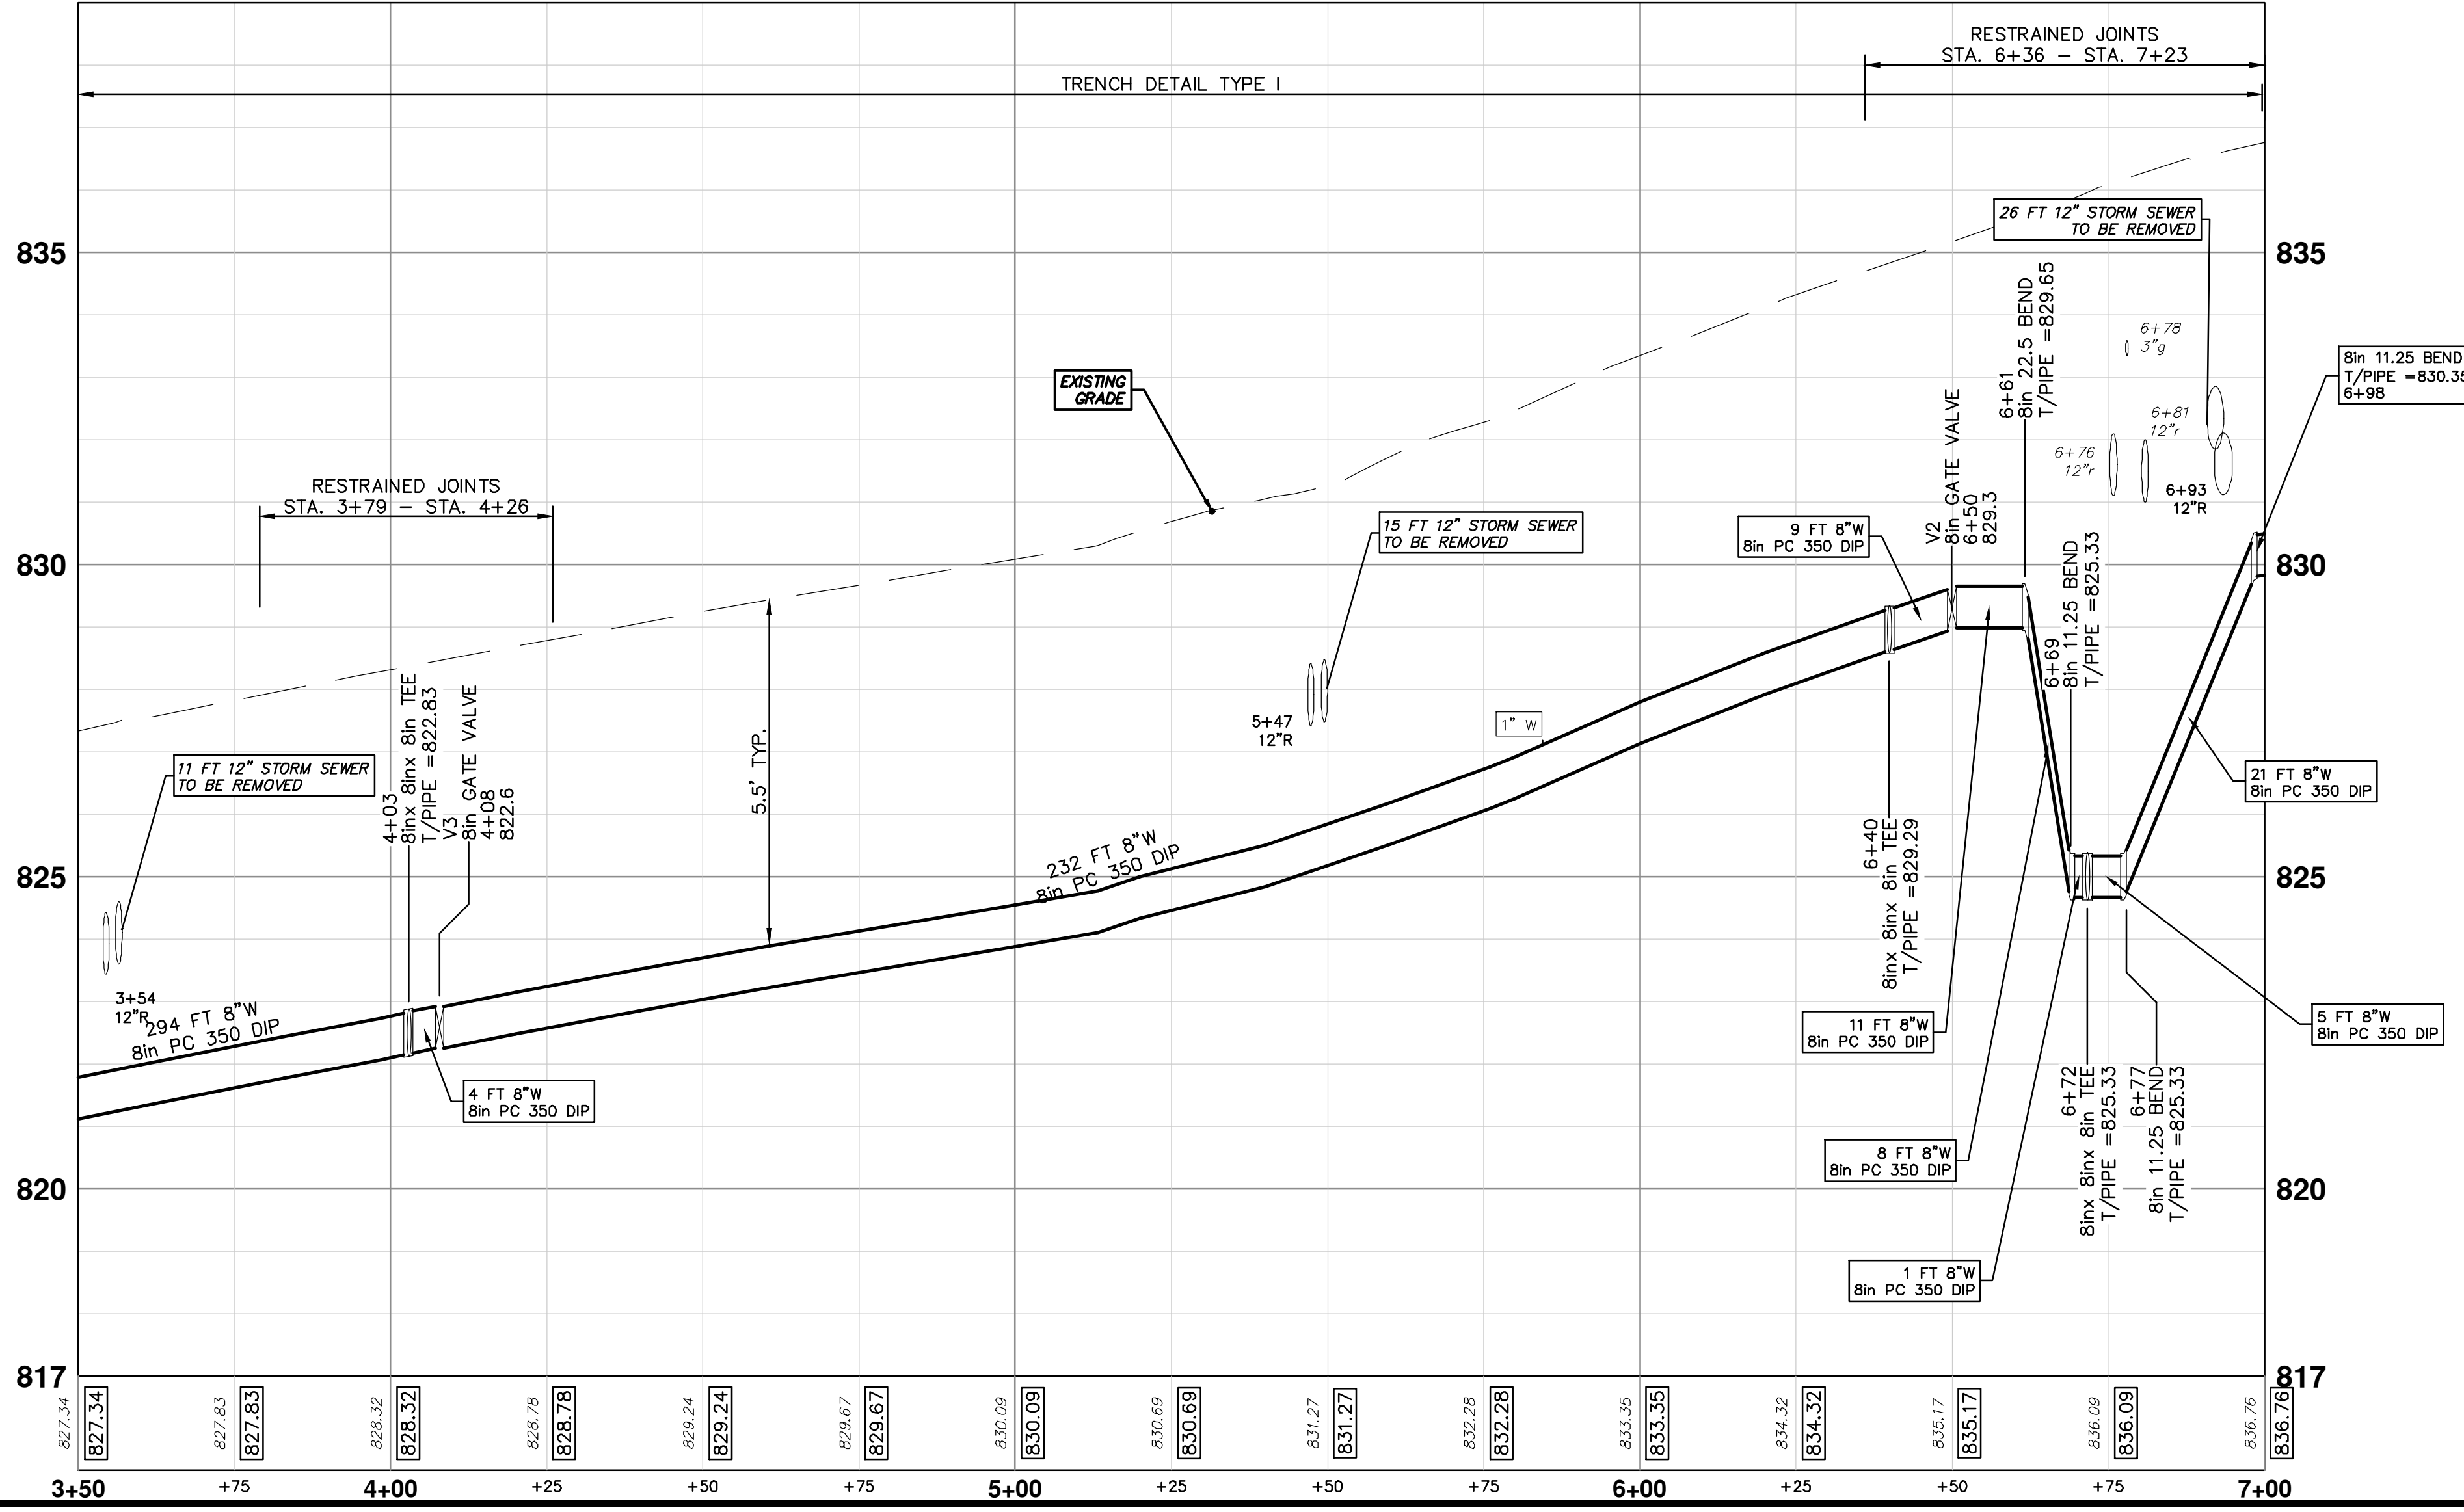 RESTRAINED JOINTS
STA. 6+36 – STA. 7+23
TRENCH DETAIL TYPE I
26 FT 12" STORM SEWER
TO BE REMOVED
835
835
6+61
8in 22.5 BEND
T/PIPE =829.65
6+78
3"g
8in 11.25 BEND
T/PIPE =830.35
6+98
EXISTING
GRADE
6+81
12"r
6+76
12"r
6+93
12"R
RESTRAINED JOINTS
STA. 3+79 – STA. 4+26
15 FT 12" STORM SEWER
TO BE REMOVED
9 FT 8"W
8in PC 350 DIP
V2
8in GATE VALVE
6+50
829.3
830
830
6+69
8in 11.25 BEND
T/PIPE =825.33
5+47
12"R
1" W
5.5' TYP.
11 FT 12" STORM SEWER
TO BE REMOVED
4+03
8inx 8inx 8in TEE
T/PIPE =822.83
V3
8in GATE VALVE
4+08
822.6
21 FT 8"W
8in PC 350 DIP
825
825
232 FT 8"W
8in PC 350 DIP
6+40
8inx 8inx 8in TEE
T/PIPE =829.29
3+54
12"R
294 FT 8"W
8in PC 350 DIP
11 FT 8"W
8in PC 350 DIP
5 FT 8"W
8in PC 350 DIP
4 FT 8"W
8in PC 350 DIP
6+72
8inx 8inx 8in TEE
T/PIPE =825.33
6+77
8in 11.25 BEND
T/PIPE =825.33
8 FT 8"W
8in PC 350 DIP
820
820
1 FT 8"W
8in PC 350 DIP
817
817
827.34
827.34
827.83
827.83
828.32
828.32
828.78
828.78
829.24
829.24
829.67
829.67
830.09
830.09
830.69
830.69
831.27
831.27
832.28
832.28
833.35
833.35
834.32
834.32
835.17
835.17
836.09
836.09
836.76
836.76
3+50 +75 4+00 +25 +50 +75 5+00 +25 +50 +75 6+00 +25 +50 +75 7+00